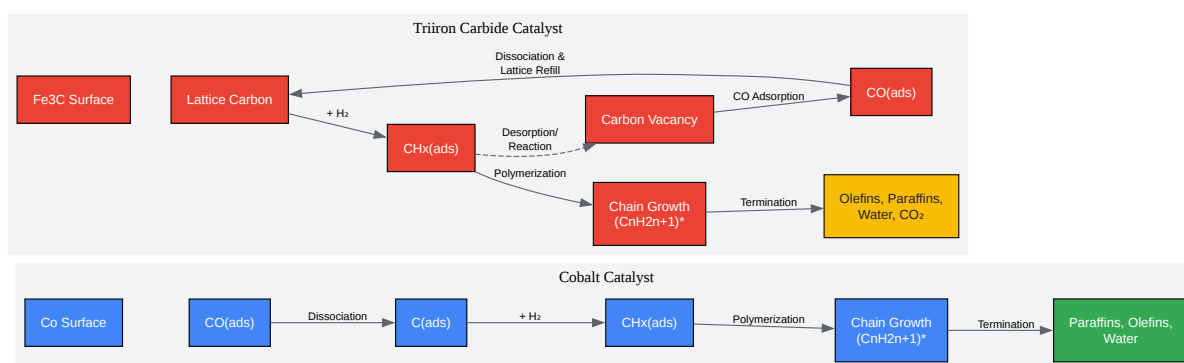 Triiron Carbide Catalyst
Dissociation &
Lattice Refill
Fe3C Surface
Lattice Carbon
+ H₂
CHx(ads)
Desorption/
Reaction
Carbon Vacancy
CO Adsorption
CO(ads)
Polymerization
Chain Growth
(CnH2n+1)*
Termination
Olefins, Paraffins,
Water, CO₂
Cobalt Catalyst
Co Surface
CO(ads)
Dissociation
C(ads)
+ H₂
CHx(ads)
Polymerization
Chain Growth
(CnH2n+1)*
Termination
Paraffins, Olefins,
Water